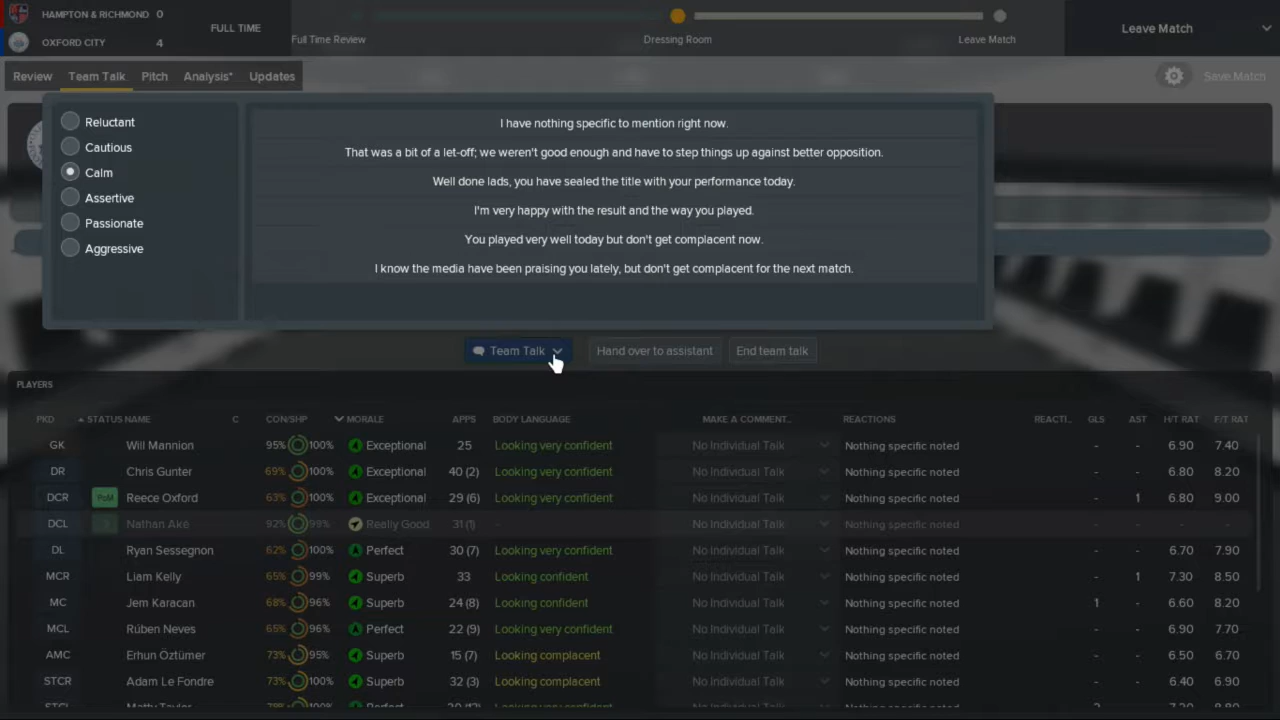 HAMPTON & RICHMOND 0
OXFORD CITY 4
FULL TIME
Full Time Review
Dressing Room
Leave Match
Leave Match
Review Team Talk Pitch Analysis* Updates
Save Match
Reluctant
Cautious
Calm
Assertive
Passionate
Aggressive
I have nothing specific to mention right now.
That was a bit of a let-off; we weren't good enough and have to step things up against better opposition.
Well done lads, you have sealed the title with your performance today.
I'm very happy with the result and the way you played.
You played very well today but don't get complacent now.
I know the media have been praising you lately, but don't get complacent for the next match.
Team Talk Hand over to assistant End team talk
PLAYERS
PKD STATUS NAME C CON/SHP MORALE APPS BODY LANGUAGE MAKE A COMMENT... REACTIONS REACTI... GLS AST H/T RAT F/T RAT
GK Will Mannion 95% 100% Exceptional 25 Looking very confident No Individual Talk Nothing specific noted - - 6.90 7.40
DR Chris Gunter 69% 100% Exceptional 40 (2) Looking very confident No Individual Talk Nothing specific noted - - 6.80 8.20
DCR PoM Reece Oxford 63% 100% Exceptional 29 (6) Looking very confident No Individual Talk Nothing specific noted - 1 6.80 9.00
DCL Nathan Aké 92% 99% Really Good 31 (1) - No Individual Talk Nothing specific noted - - - -
DL Ryan Sessegnon 62% 100% Perfect 30 (7) Looking very confident No Individual Talk Nothing specific noted - - 6.70 7.90
MCR Liam Kelly 65% 99% Superb 33 Looking confident No Individual Talk Nothing specific noted - 1 7.30 8.50
MC Jem Karacan 68% 96% Superb 24 (8) Looking confident No Individual Talk Nothing specific noted 1 - 6.60 8.20
MCL Rúben Neves 65% 96% Perfect 22 (9) Looking very confident No Individual Talk Nothing specific noted - - 6.90 7.70
AMC Erhun Öztümer 73% 95% Superb 15 (7) Looking complacent No Individual Talk Nothing specific noted - - 6.50 6.70
STCR Adam Le Fondre 73% 100% Superb 32 (3) Looking complacent No Individual Talk Nothing specific noted - - 6.40 6.90
STCL Matty Taylor 100% Perfect No Individual Talk Nothing specific noted